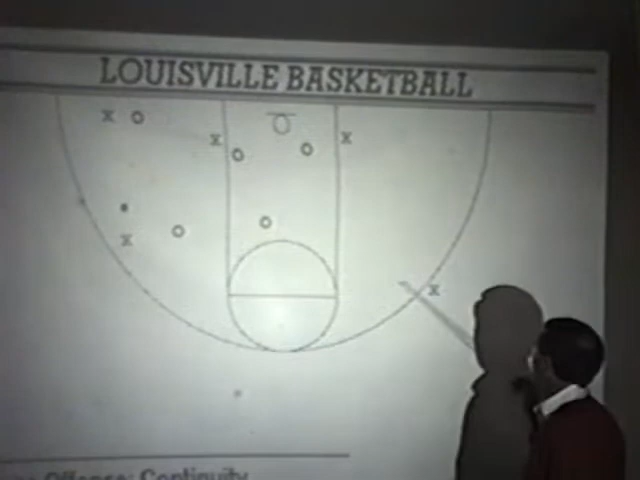 LOUISVILLE BASKETBALL
X O
X O O X
X O O
X
Offense: Continuity